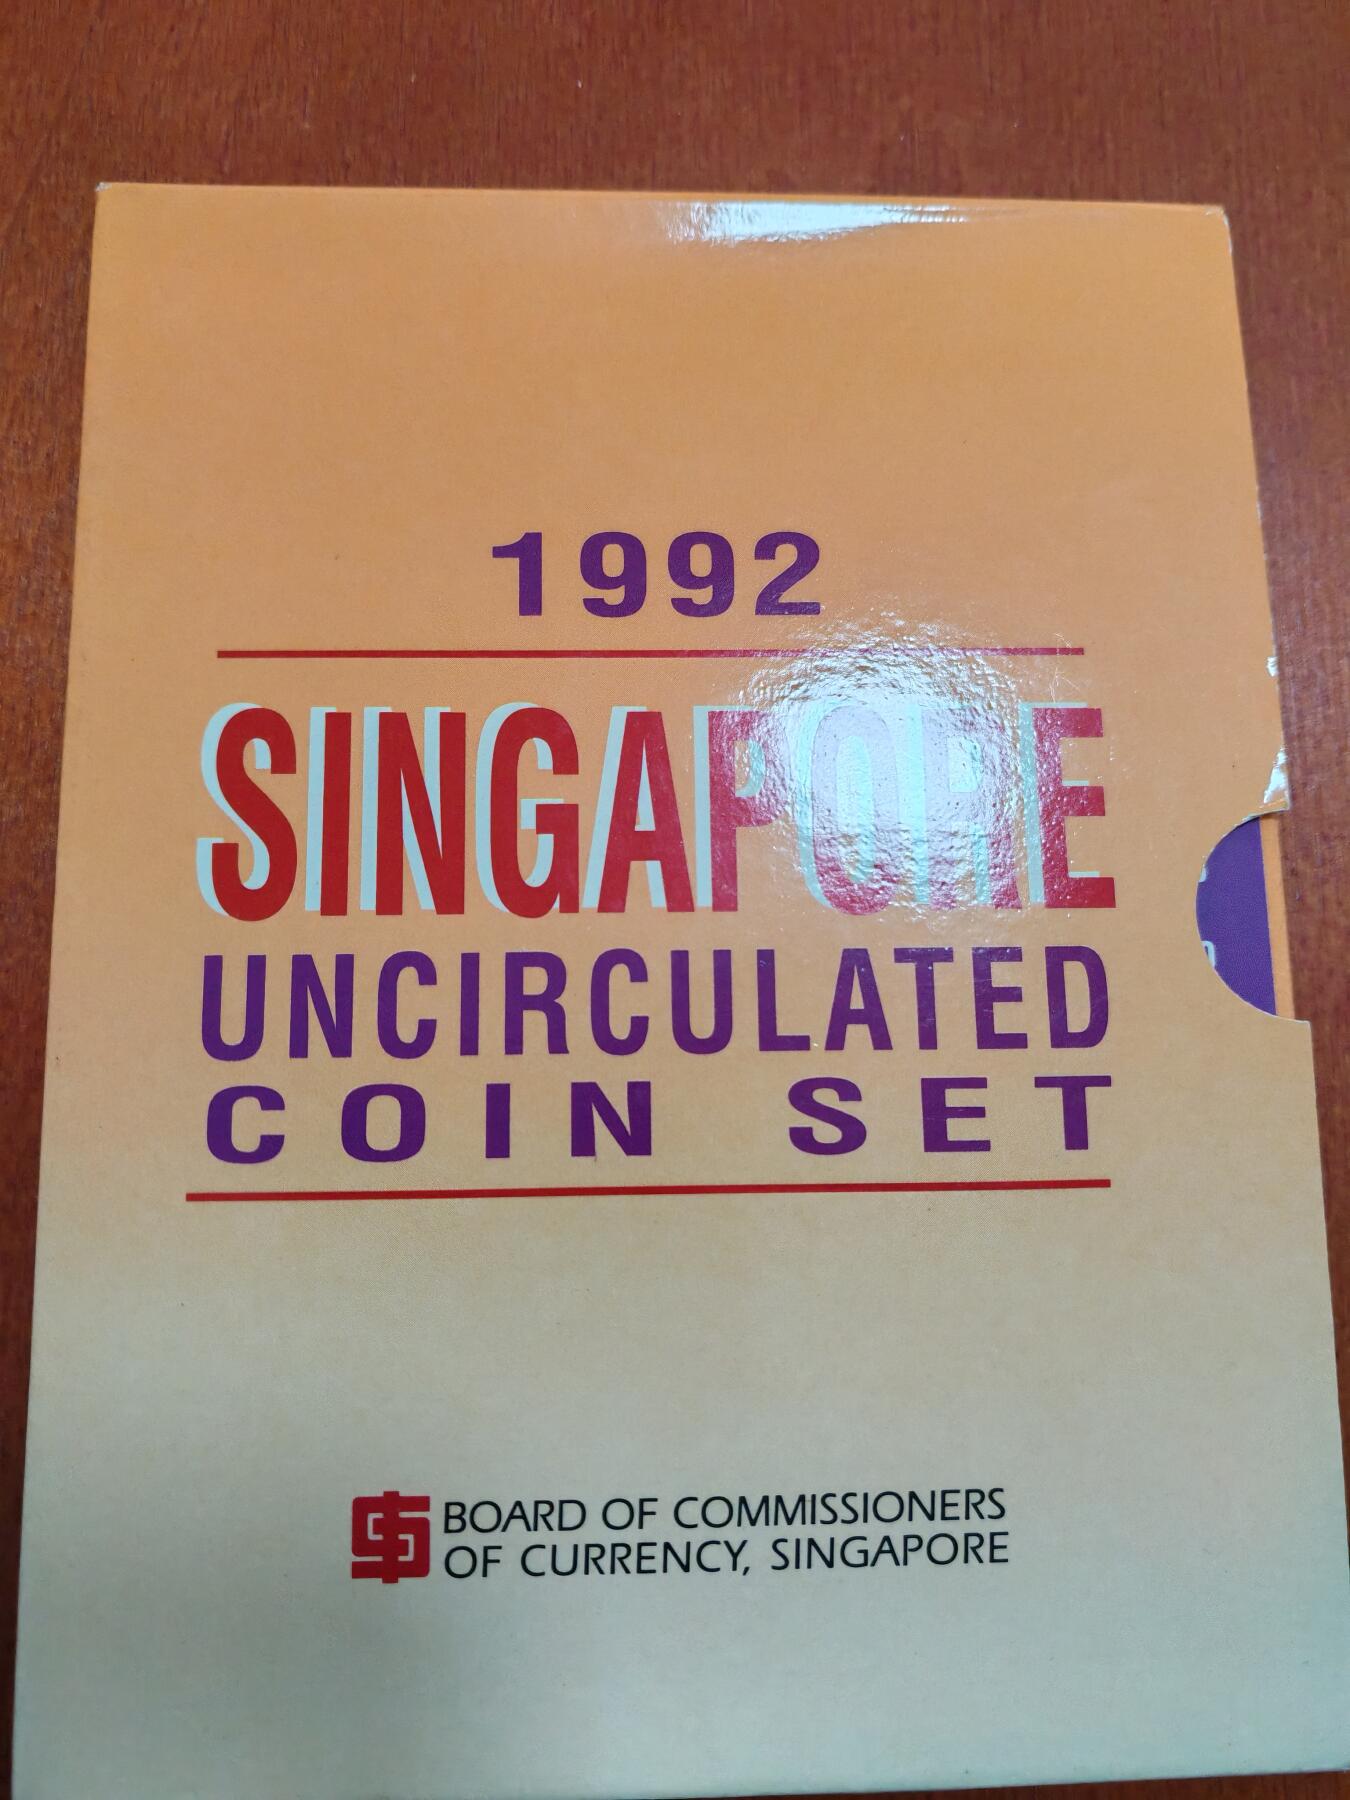 1992
SINGAPORE
UNCIRCULATED
COIN SET
BOARD OF COMMISSIONERS
OF CURRENCY, SINGAPORE